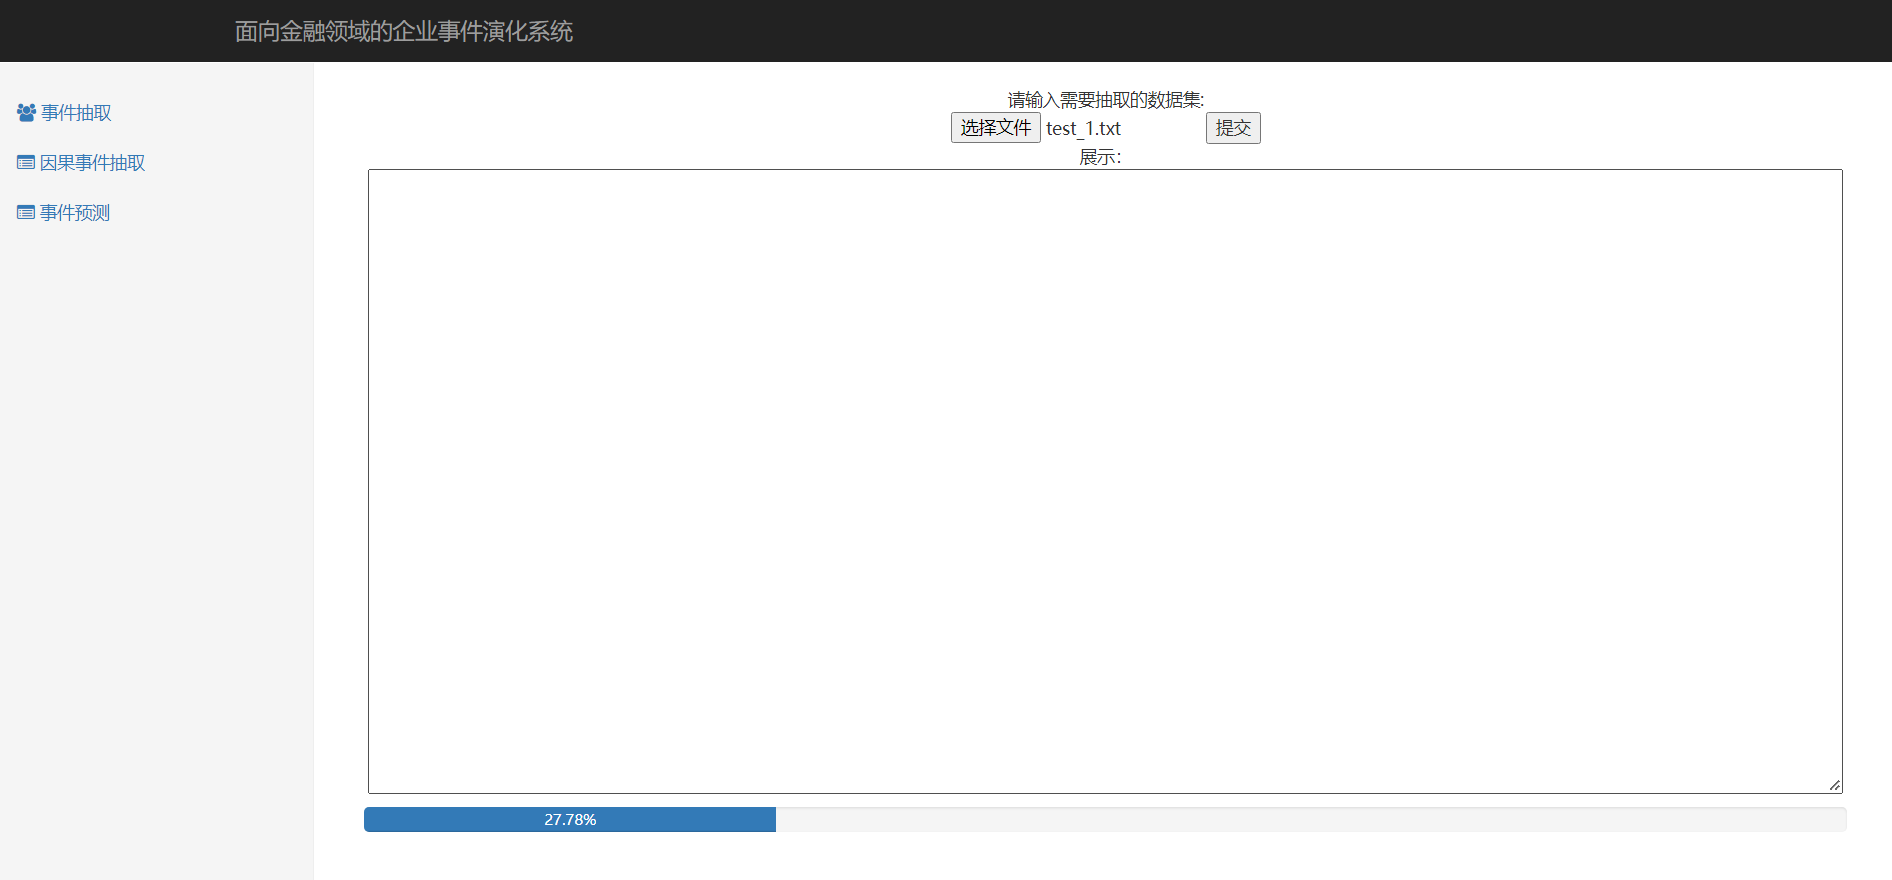 面向金融领域的企业事件演化系统
事件抽取
因果事件抽取
事件预测
请输入需要抽取的数据集:
选择文件 test_1.txt 提交
展示：
27.78%